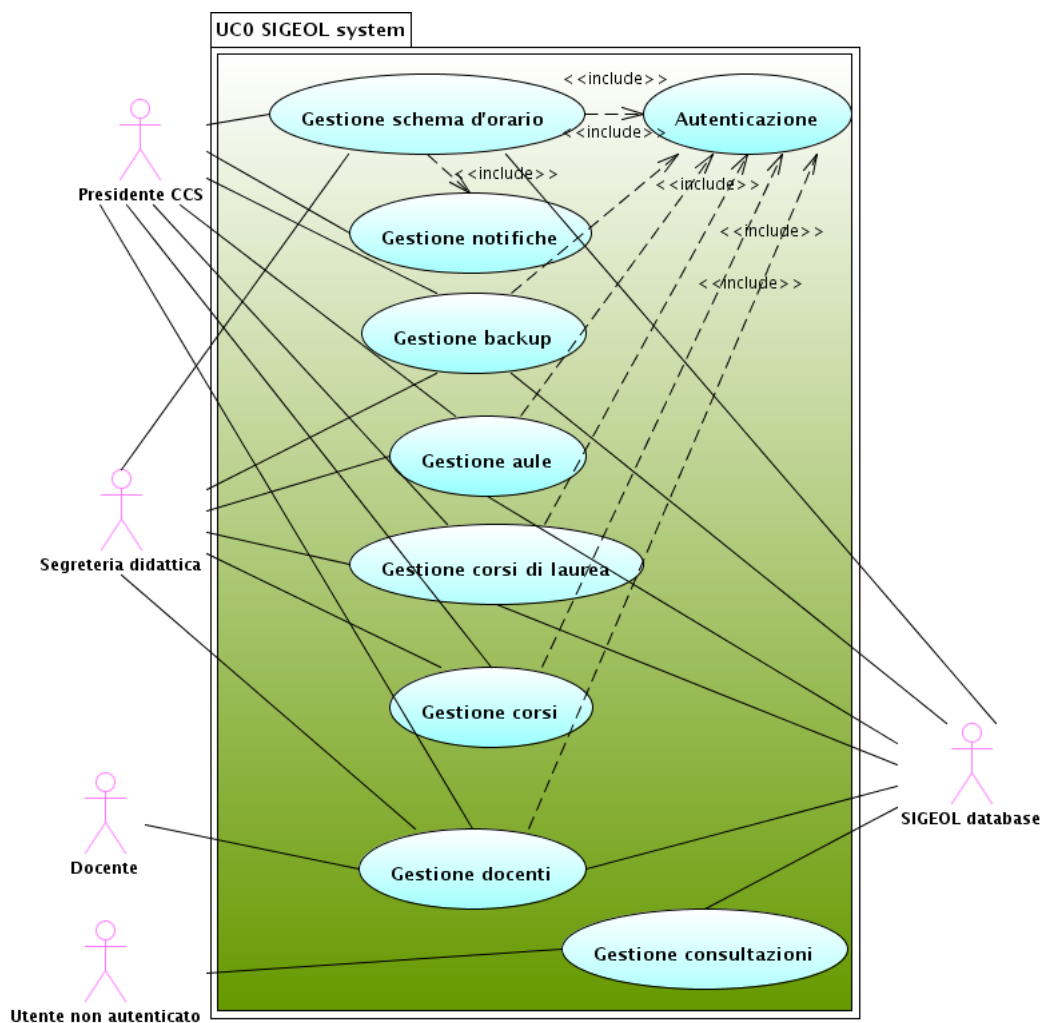 UC0 SIGEOL system
<<include>>
Gestione schema d'orario
Autenticazione
<<include>>
<<include>>
Presidente CCS
<<include>>
Gestione notifiche
<<include>>
<<include>>
Gestione backup
Gestione aule
Segreteria didattica
Gestione corsi di laurea
Gestione corsi
SIGEOL database
Docente
Gestione docenti
Gestione consultazioni
Utente non autenticato